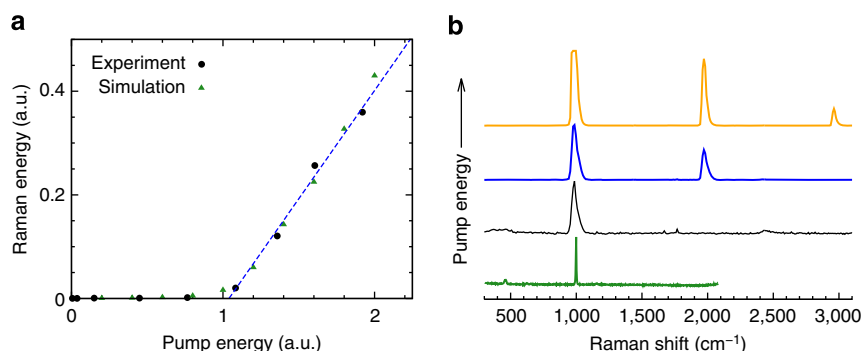 a
Experiment
Simulation
Raman energy (a.u.)
0.4
0.2
0
0
1
2
Pump energy (a.u.)
b
Pump energy
500
1,000
1,500
2,000
2,500
3,000
Raman shift (cm⁻¹)